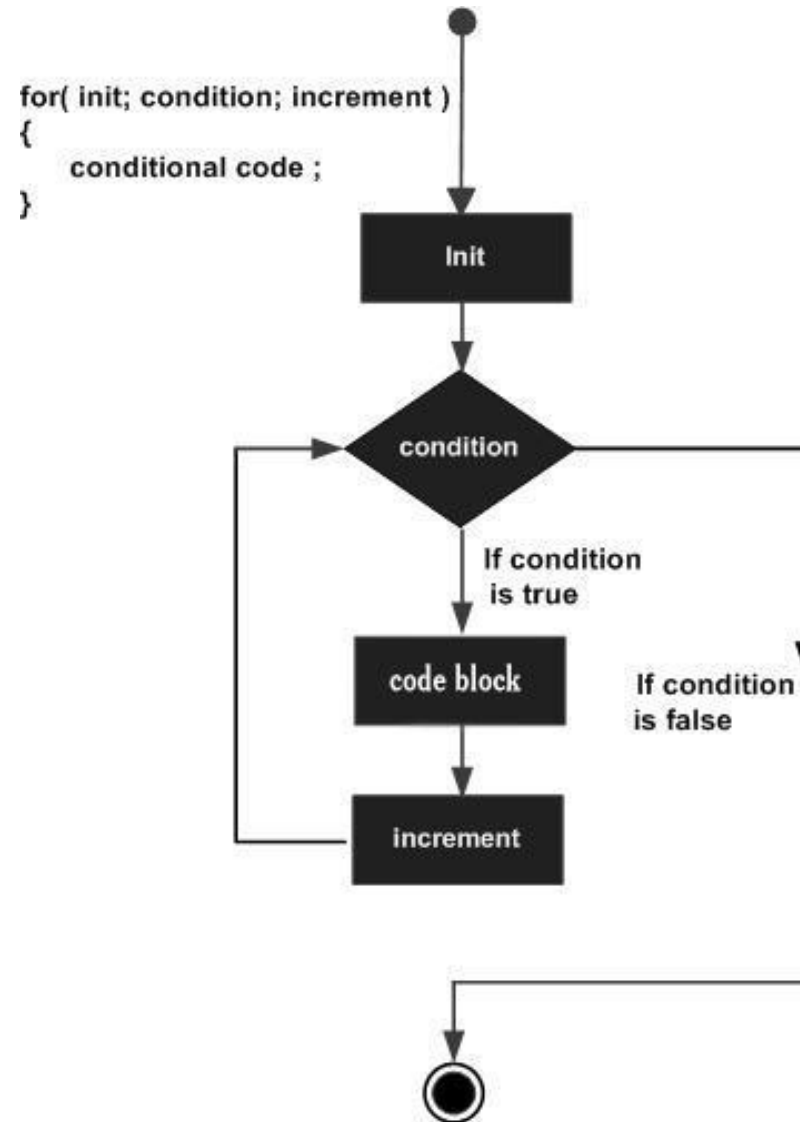 for( init; condition; increment )
{
conditional code ;
}
Init
condition
If condition
is true
code block
If condition
is false
increment